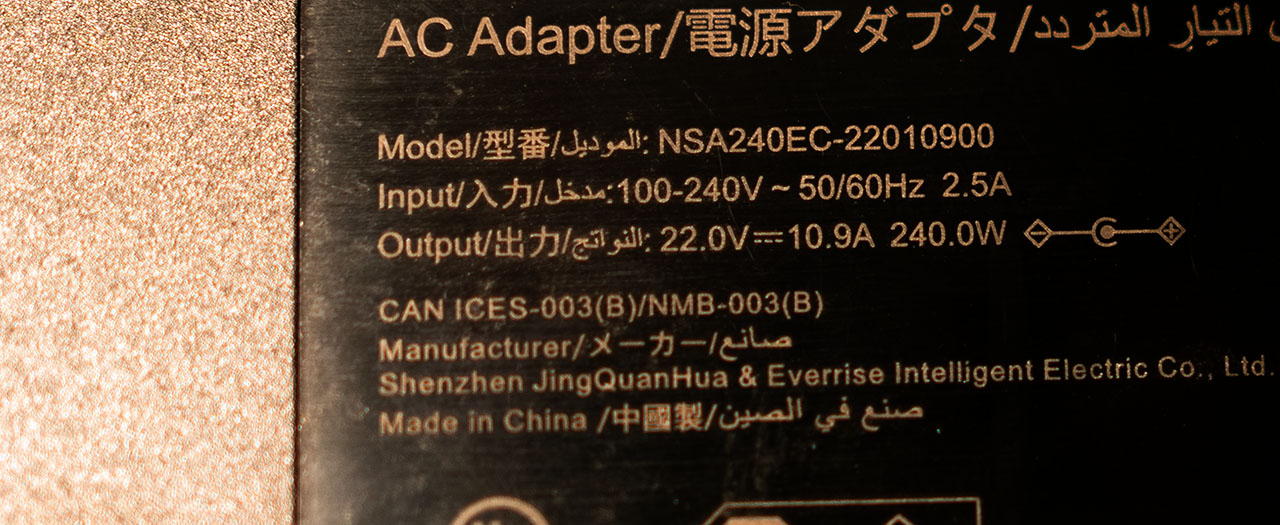 AC Adapter/電源アダプタ/التيار المتردد
Model/型番/الموديل: NSA240EC-22010900
Input/入力/مدخل:100-240V ~ 50/60Hz 2.5A
Output/出力/النواتج: 22.0V⎓10.9A 240.0W
CAN ICES-003(B)/NMB-003(B)
Manufacturer/メーカー/صانع
Shenzhen JingQuanHua & Everrise Intelligent Electric Co., Ltd.
Made in China /中國製/صنع في الصين